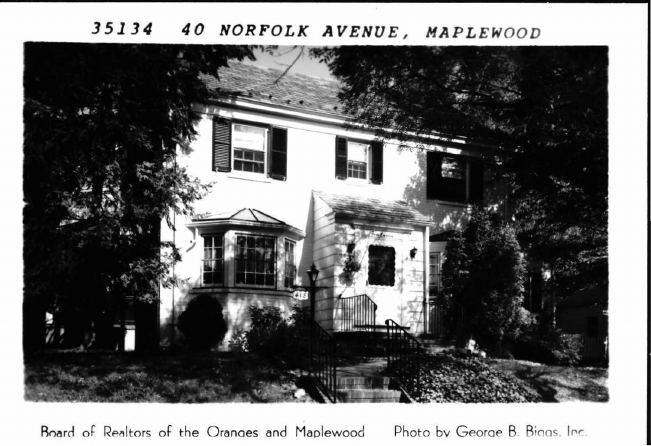 35134 40 NORFOLK AVENUE, MAPLEWOOD
Board of Realtors of the Oranges and Maplewood Photo by George B. Biggs, Inc.